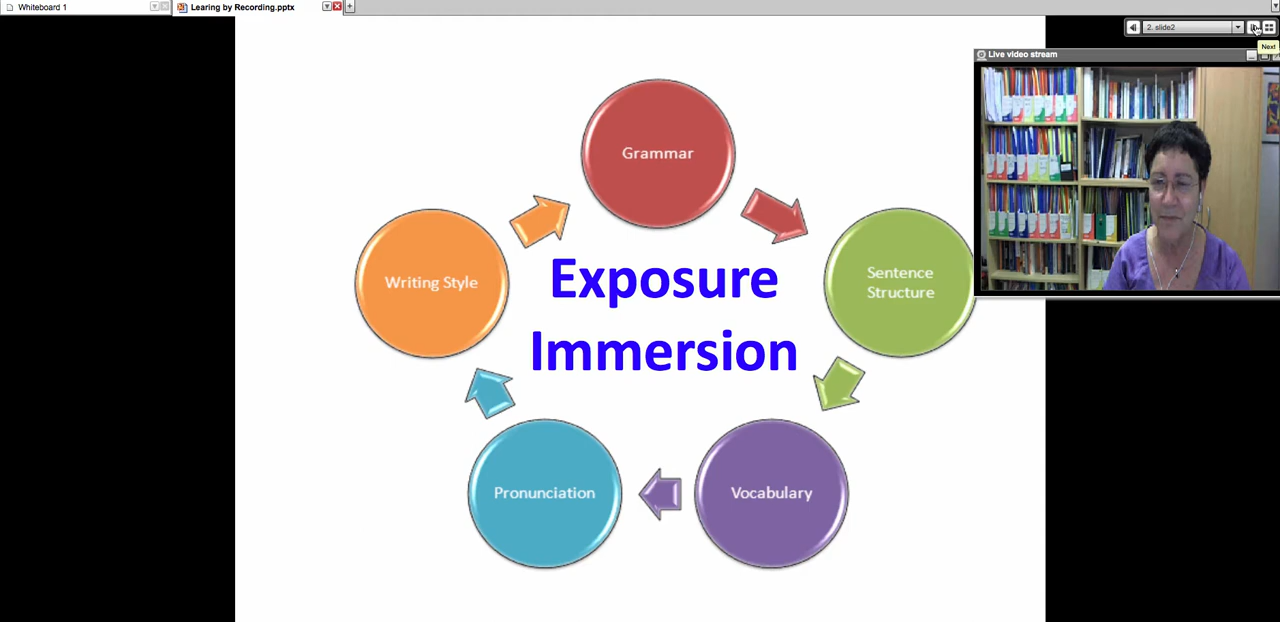 Whiteboard 1
Learing by Recording.pptx
2. slide2
Next
Live video stream
Grammar
Writing Style
Exposure
Immersion
Sentence
Structure
Pronunciation
Vocabulary